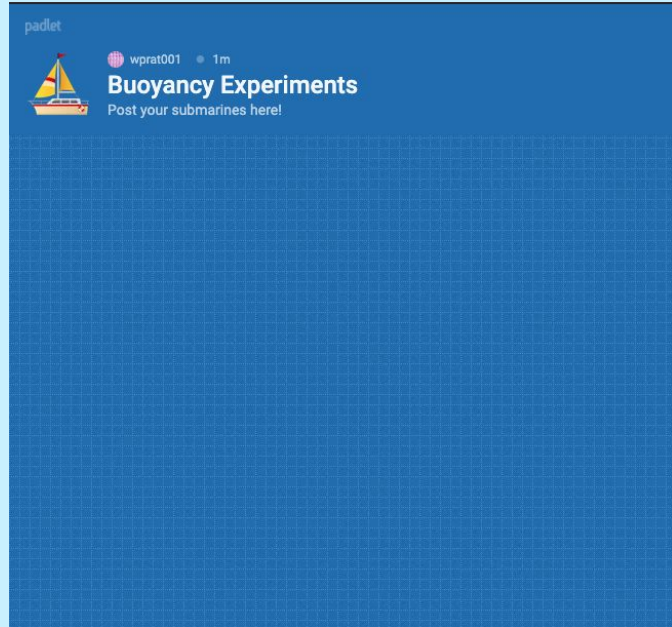 padlet
wprat001 • 1m
Buoyancy Experiments
Post your submarines here!